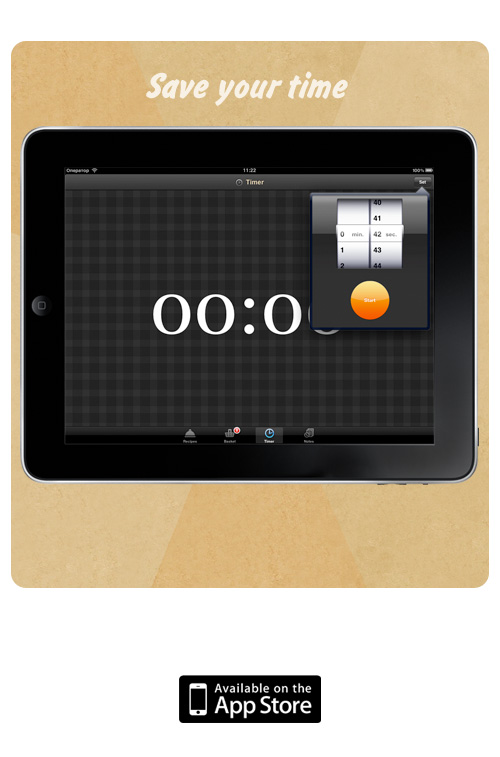 Save your time
Оператор 11:22 100%
Timer
Set
40
41
0 min. 42 sec.
1 43
2 44
00:0
Start
Recipes Basket Timer Notes
Available on the
App Store